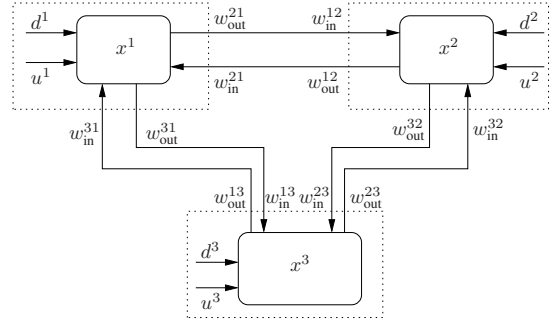 w_out^21 w_in^12
d^1 x^1 x^2 d^2
u^1 w_in^21 w_out^12 u^2
w_in^31 w_out^31 w_out^32 w_in^32
w_out^13 w_in^13 w_in^23 w_out^23
d^3 x^3
u^3